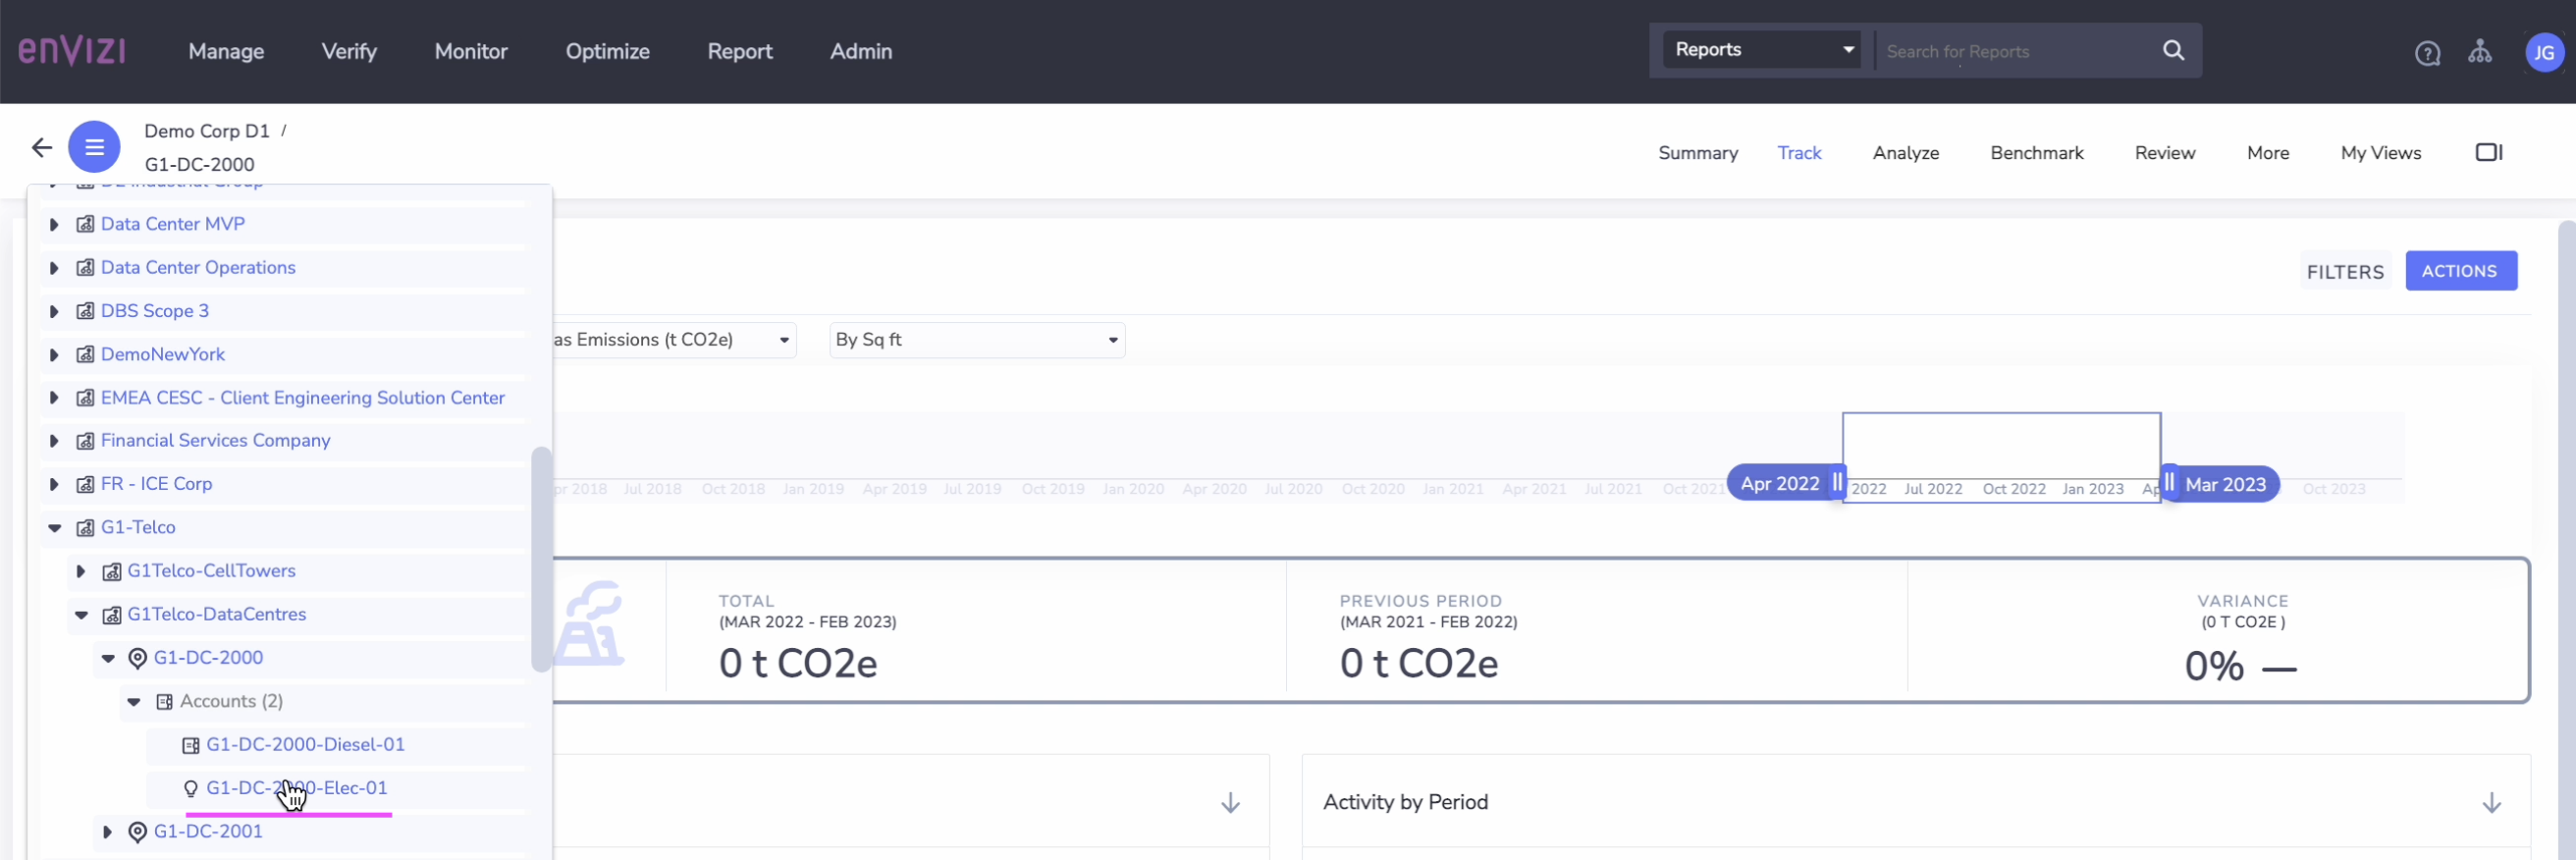 enVIZI
Manage Verify Monitor Optimize Report Admin
Reports
Search for Reports
JG
Demo Corp D1 /
G1-DC-2000
Summary Track Analyze Benchmark Review More My Views
Data Center MVP
Data Center Operations
DBS Scope 3
DemoNewYork
EMEA CESC - Client Engineering Solution Center
Financial Services Company
FR - ICE Corp
G1-Telco
G1Telco-CellTowers
G1Telco-DataCentres
G1-DC-2000
Accounts (2)
G1-DC-2000-Diesel-01
G1-DC-2000-Elec-01
G1-DC-2001
FILTERS ACTIONS
as Emissions (t CO2e) By Sq ft
pr 2018 Jul 2018 Oct 2018 Jan 2019 Apr 2019 Jul 2019 Oct 2019 Jan 2020 Apr 2020 Jul 2020 Oct 2020 Jan 2021 Apr 2021 Jul 2021 Oct 2021 Apr 2022 2022 Jul 2022 Oct 2022 Jan 2023 Ap Mar 2023 Oct 2023
TOTAL
(MAR 2022 - FEB 2023)
0 t CO2e
PREVIOUS PERIOD
(MAR 2021 - FEB 2022)
0 t CO2e
VARIANCE
(0 T CO2E )
0% —
Activity by Period